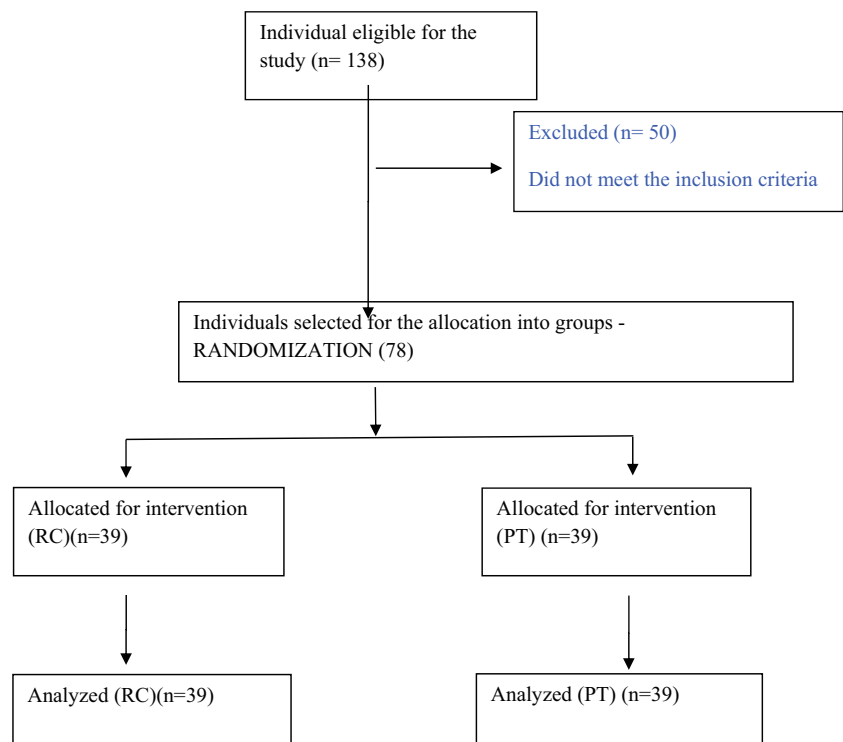 Individual eligible for the
study (n= 138)
Excluded (n= 50)
Did not meet the inclusion criteria
Individuals selected for the allocation into groups -
RANDOMIZATION (78)
Allocated for intervention
(RC)(n=39)
Allocated for intervention
(PT) (n=39)
Analyzed (RC)(n=39)
Analyzed (PT) (n=39)